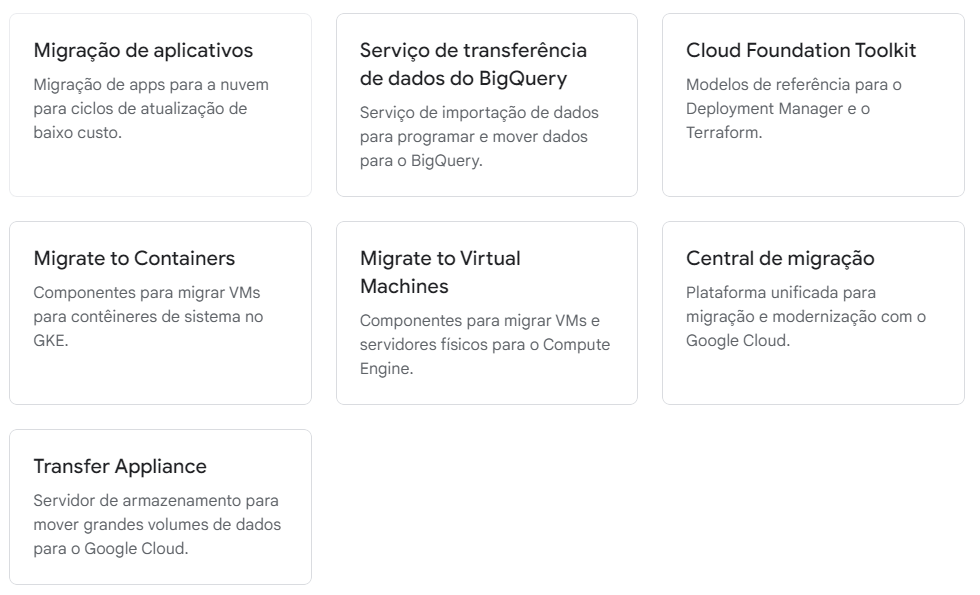 Migração de aplicativos
Migração de apps para a nuvem
para ciclos de atualização de
baixo custo.
Serviço de transferência
de dados do BigQuery
Serviço de importação de dados
para programar e mover dados
para o BigQuery.
Cloud Foundation Toolkit
Modelos de referência para o
Deployment Manager e o
Terraform.
Migrate to Containers
Componentes para migrar VMs
para contêineres de sistema no
GKE.
Migrate to Virtual
Machines
Componentes para migrar VMs e
servidores físicos para o Compute
Engine.
Central de migração
Plataforma unificada para
migração e modernização com o
Google Cloud.
Transfer Appliance
Servidor de armazenamento para
mover grandes volumes de dados
para o Google Cloud.